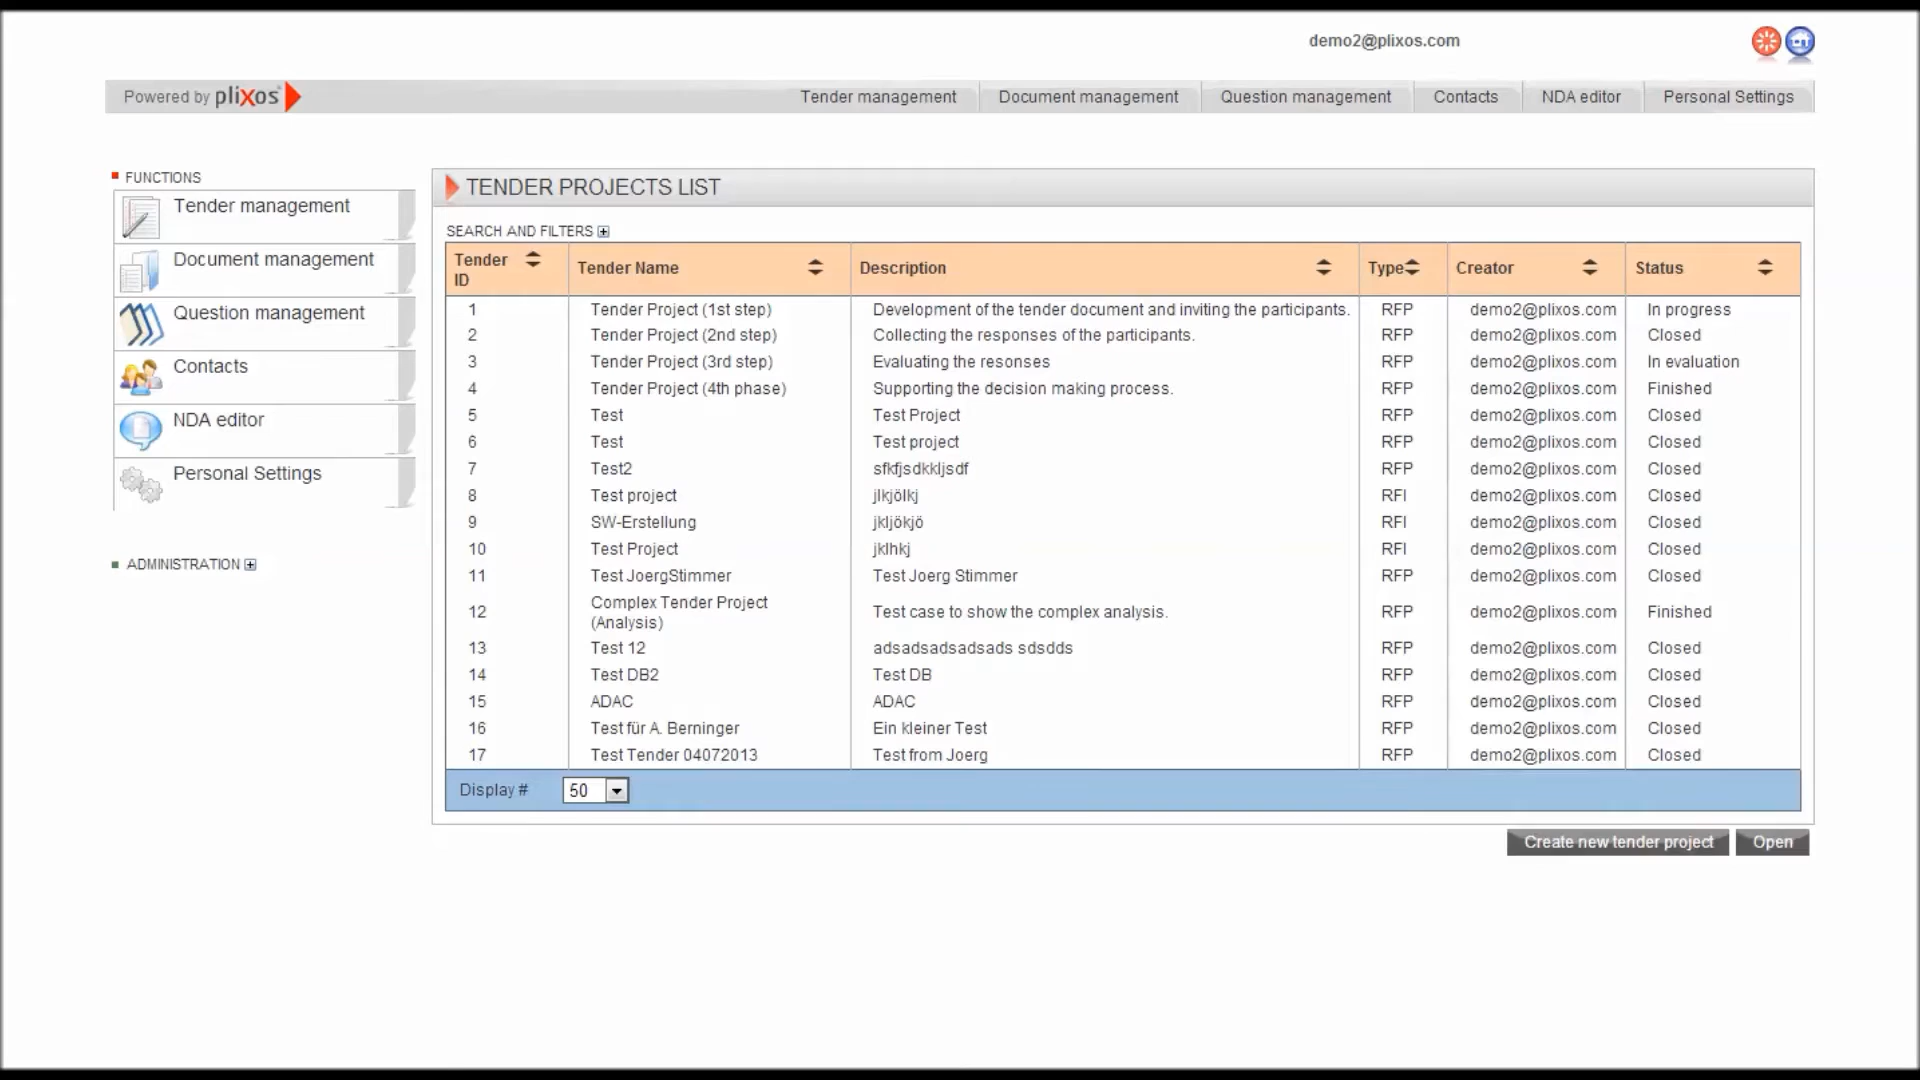 demo2@plixos.com
Powered by plixos
Tender management
Document management
Question management
Contacts
NDA editor
Personal Settings
FUNCTIONS
Tender management
Document management
Question management
Contacts
NDA editor
Personal Settings
ADMINISTRATION
TENDER PROJECTS LIST
SEARCH AND FILTERS
Tender ID Tender Name Description Type Creator Status
1 Tender Project (1st step) Development of the tender document and inviting the participants. RFP demo2@plixos.com In progress
2 Tender Project (2nd step) Collecting the responses of the participants. RFP demo2@plixos.com Closed
3 Tender Project (3rd step) Evaluating the resonses RFP demo2@plixos.com In evaluation
4 Tender Project (4th phase) Supporting the decision making process. RFP demo2@plixos.com Finished
5 Test Test Project RFP demo2@plixos.com Closed
6 Test Test project RFP demo2@plixos.com Closed
7 Test2 sfkfjsdkkljsdf RFP demo2@plixos.com Closed
8 Test project jlkjölkj RFI demo2@plixos.com Closed
9 SW-Erstellung jkljökjö RFI demo2@plixos.com Closed
10 Test Project jklhkj RFI demo2@plixos.com Closed
11 Test JoergStimmer Test Joerg Stimmer RFP demo2@plixos.com Closed
12 Complex Tender Project (Analysis) Test case to show the complex analysis. RFP demo2@plixos.com Finished
13 Test 12 adsadsadsadsads sdsdds RFP demo2@plixos.com Closed
14 Test DB2 Test DB RFP demo2@plixos.com Closed
15 ADAC ADAC RFP demo2@plixos.com Closed
16 Test für A. Berninger Ein kleiner Test RFP demo2@plixos.com Closed
17 Test Tender 04072013 Test from Joerg RFP demo2@plixos.com Closed
Display # 50
Create new tender project
Open